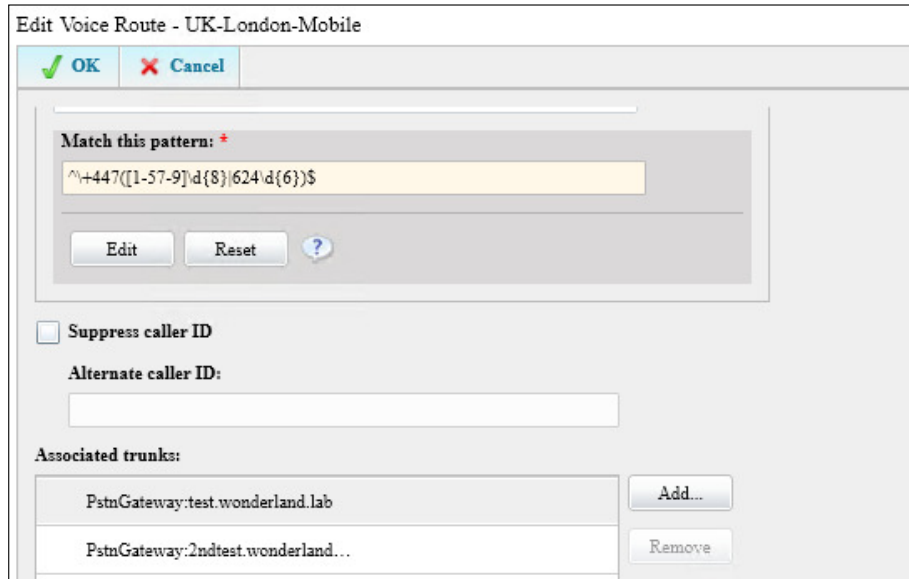 Edit Voice Route - UK-London-Mobile
OK Cancel
Match this pattern: *
^\+447([1-57-9]\d{8}|624\d{6})$
Edit Reset ?
Suppress caller ID
Alternate caller ID:
Associated trunks:
PstnGateway:test.wonderland.lab
Add...
PstnGateway:2ndtest.wonderland...
Remove